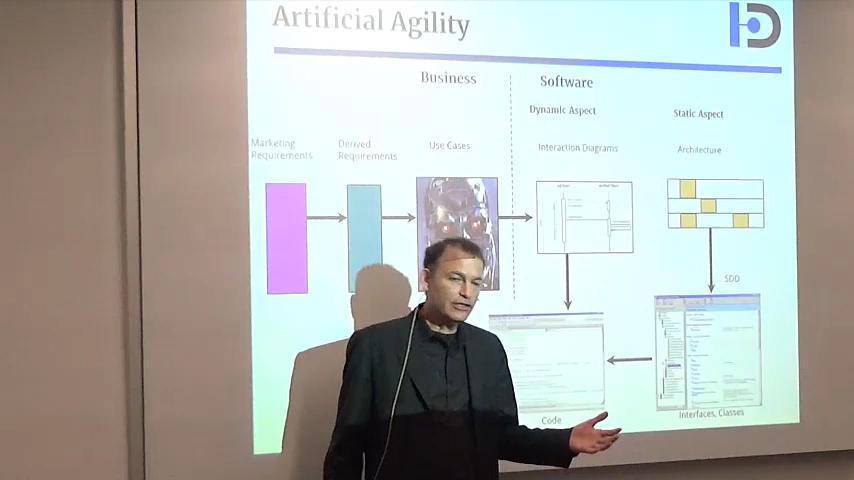 Artificial Agility
Business
Software
Dynamic Aspect
Static Aspect
Marketing
Requirements
Derived
Requirements
Use Cases
Interaction Diagrams
Architecture
SDD
Code
Interfaces, Classes